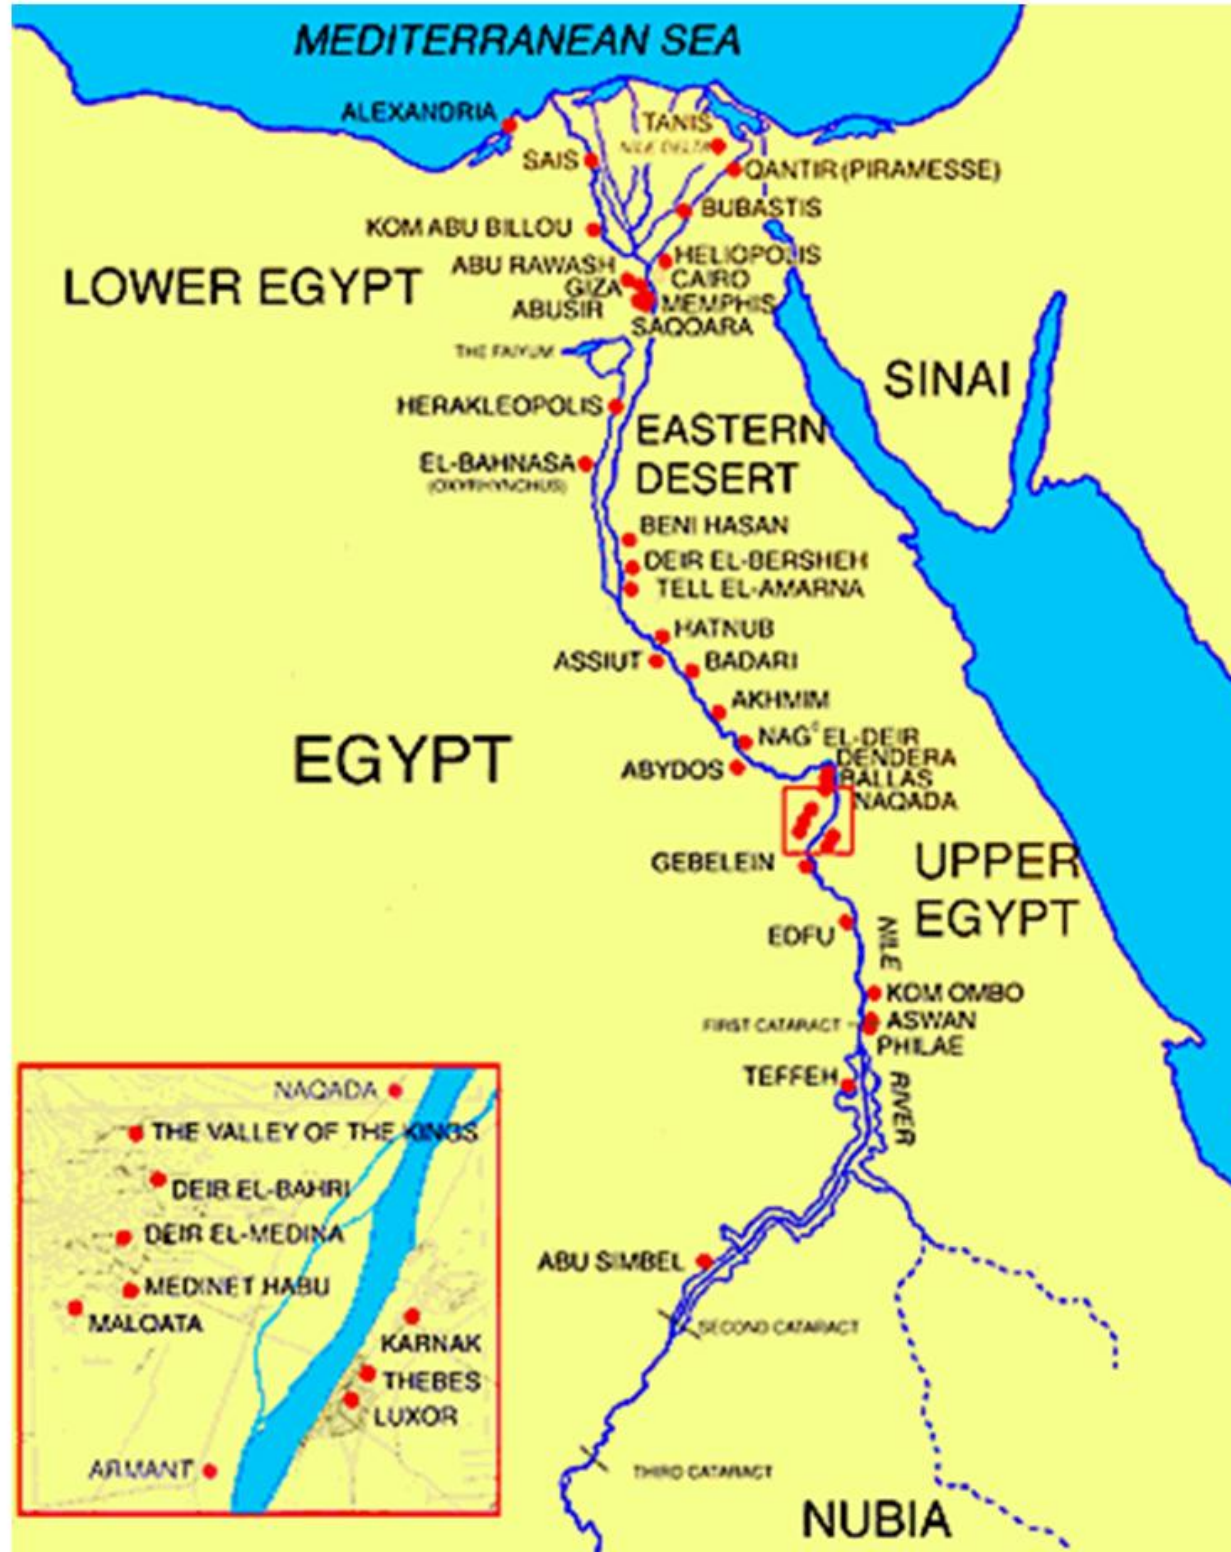 MEDITERRANEAN SEA
ALEXANDRIA
TANIS
NILE DELTA
SAIS
QANTIR (PIRAMESSE)
BUBASTIS
KOM ABU BILLOU
HELIOPOLIS
ABU RAWASH
CAIRO
LOWER EGYPT
GIZA
MEMPHIS
ABUSIR
SAQQARA
THE FAIYUM
SINAI
HERAKLEOPOLIS
EASTERN
DESERT
EL-BAHNASA
(OXYRHYNCHUS)
BENI HASAN
DEIR EL-BERSHEH
TELL EL-AMARNA
HATNUB
ASSIUT
BADARI
AKHMIM
NAG' EL-DEIR
EGYPT
DENDERA
ABYDOS
BALLAS
NAQADA
GEBELEIN
UPPER
EGYPT
EDFU
NILE
KOM OMBO
FIRST CATARACT
ASWAN
PHILAE
TEFFEH
RIVER
ABU SIMBEL
SECOND CATARACT
THIRD CATARACT
NUBIA
NAQADA
THE VALLEY OF THE KINGS
DEIR EL-BAHRI
DEIR EL-MEDINA
MEDINET HABU
MALQATA
KARNAK
THEBES
LUXOR
ARMANT